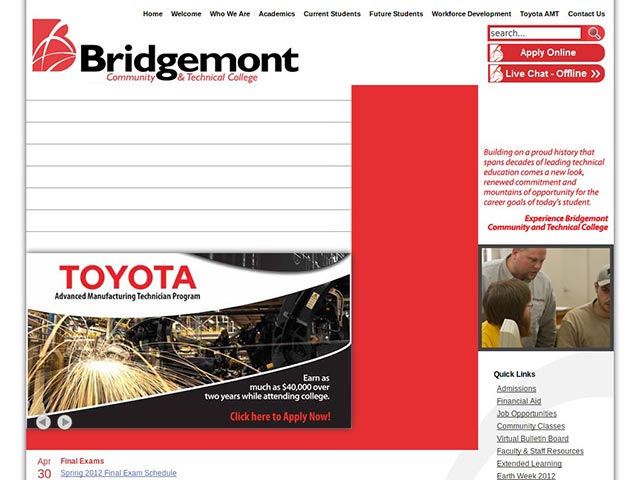 Home Welcome Who We Are Academics Current Students Future Students Workforce Development Toyota AMT Contact Us
search...
Bridgemont
Community & Technical College
Apply Online
Live Chat - Offline >>
Building on a proud history that
spans decades of leading technical
education comes a new look,
renewed commitment and
mountains of opportunity for the
career goals of today's student.
Experience Bridgemont
Community and Technical College
TOYOTA
Advanced Manufacturing Technician Program
Earn as
much as $40,000 over
two years while attending college.
Click here to Apply Now!
Quick Links
Admissions
Financial Aid
Job Opportunities
Community Classes
Virtual Bulletin Board
Faculty & Staff Resources
Extended Learning
Earth Week 2012
Apr
30
Final Exams
Spring 2012 Final Exam Schedule